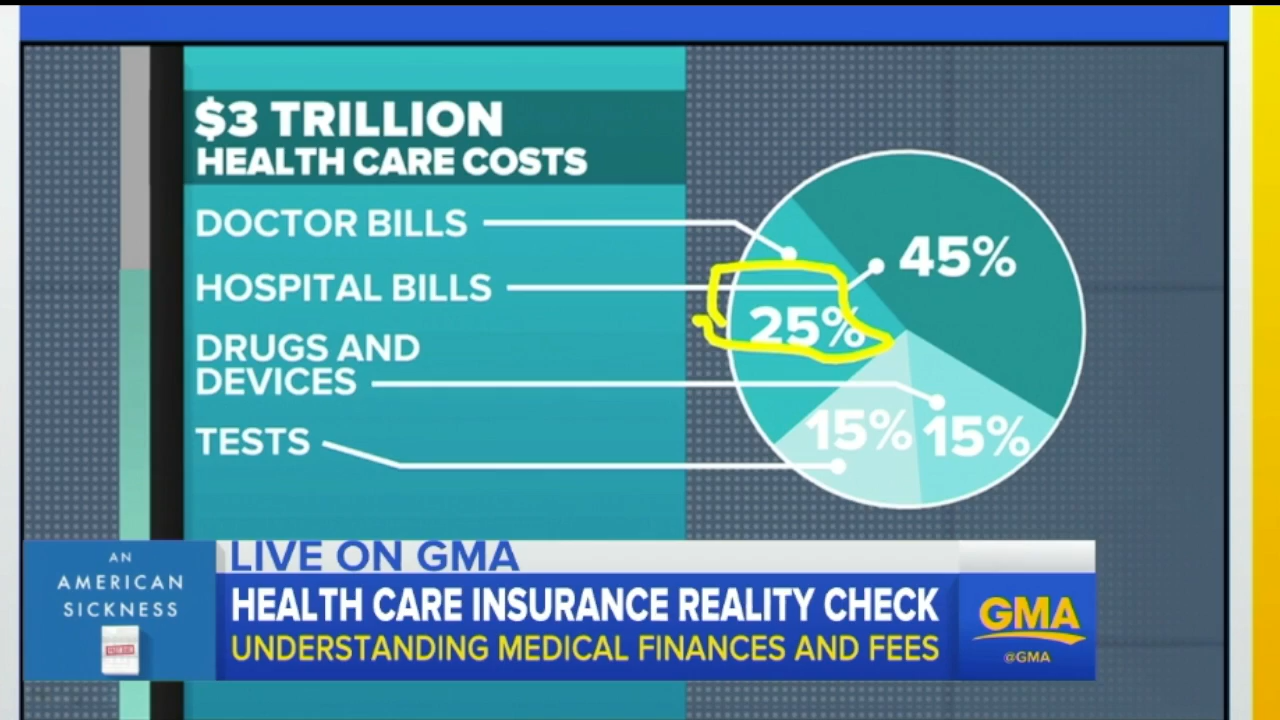 $3 TRILLION
HEALTH CARE COSTS
DOCTOR BILLS
HOSPITAL BILLS
DRUGS AND
DEVICES
TESTS
45%
25%
15%
15%
AN
AMERICAN
SICKNESS
LIVE ON GMA
HEALTH CARE INSURANCE REALITY CHECK
UNDERSTANDING MEDICAL FINANCES AND FEES
GMA
@GMA